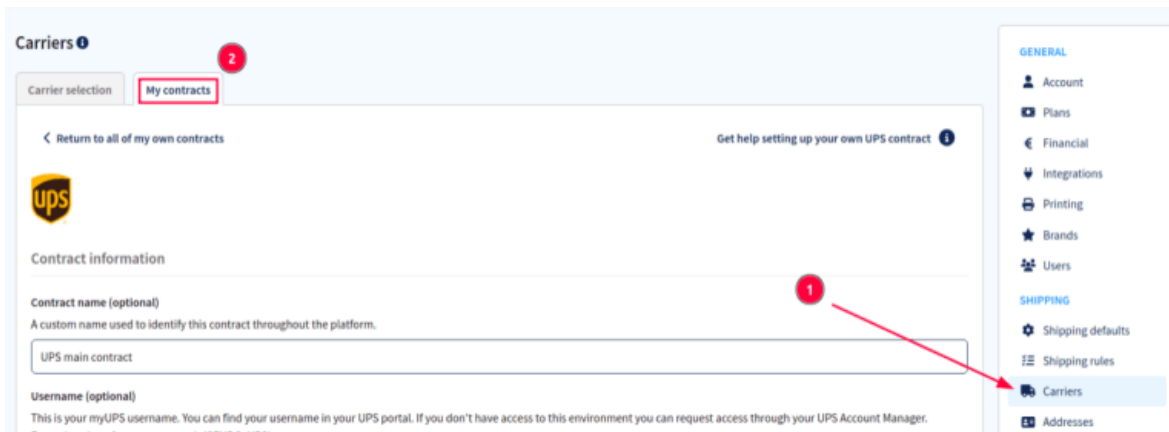 Carriers
2
Carrier selection
My contracts
Return to all of my own contracts
Get help setting up your own UPS contract
ups
Contract information
Contract name (optional)
A custom name used to identify this contract throughout the platform.
UPS main contract
Username (optional)
This is your myUPS username. You can find your username in your UPS portal. If you don't have access to this environment you can request access through your UPS Account Manager.
GENERAL
Account
Plans
Financial
Integrations
Printing
Brands
Users
1
SHIPPING
Shipping defaults
Shipping rules
Carriers
Addresses